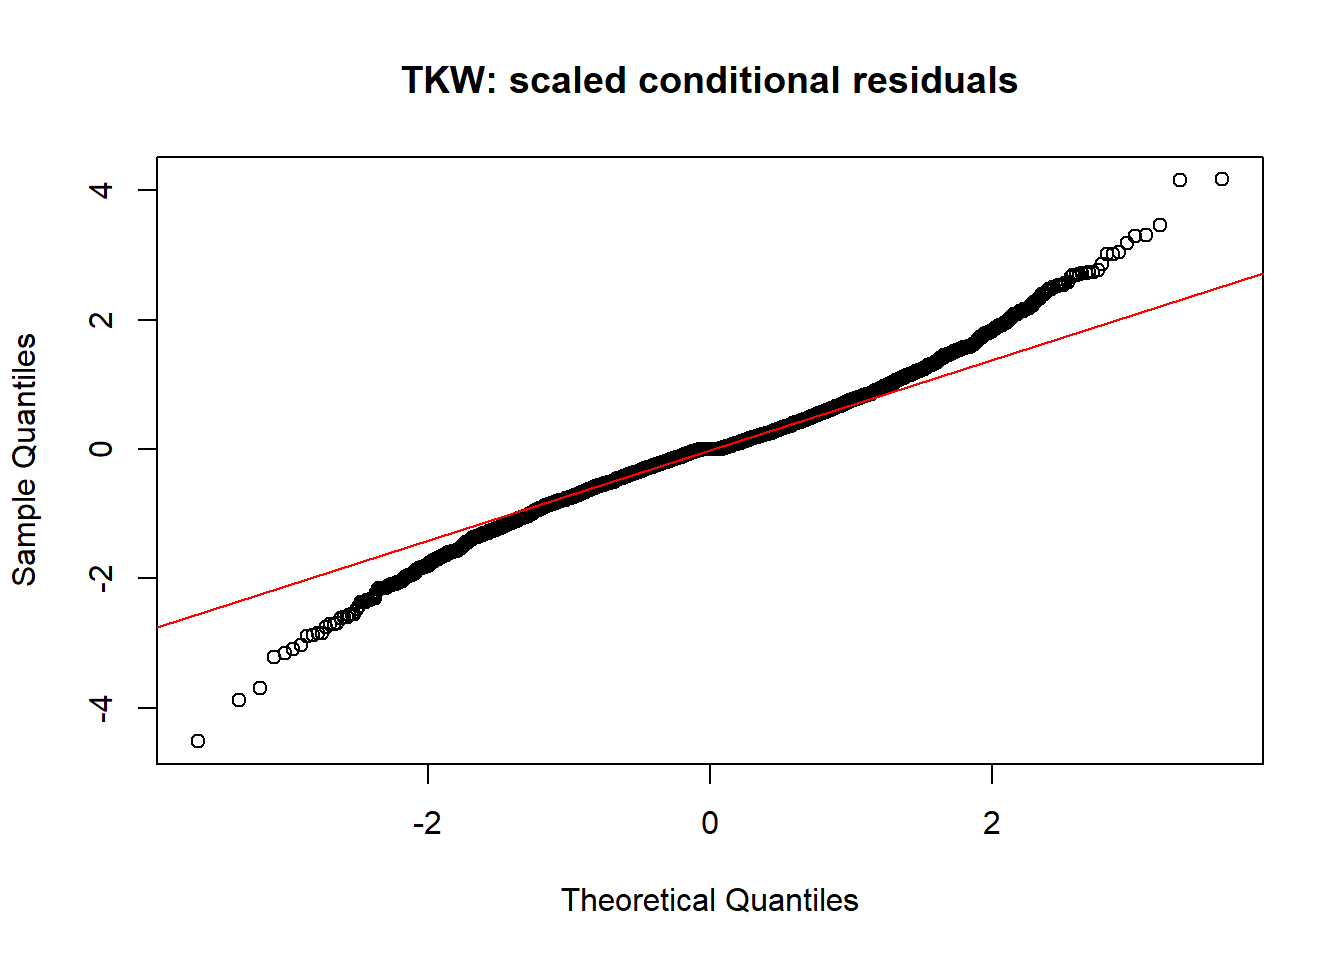 TKW: scaled conditional residuals
4
2
0
-2
-4
Sample Quantiles
-2
0
2
Theoretical Quantiles